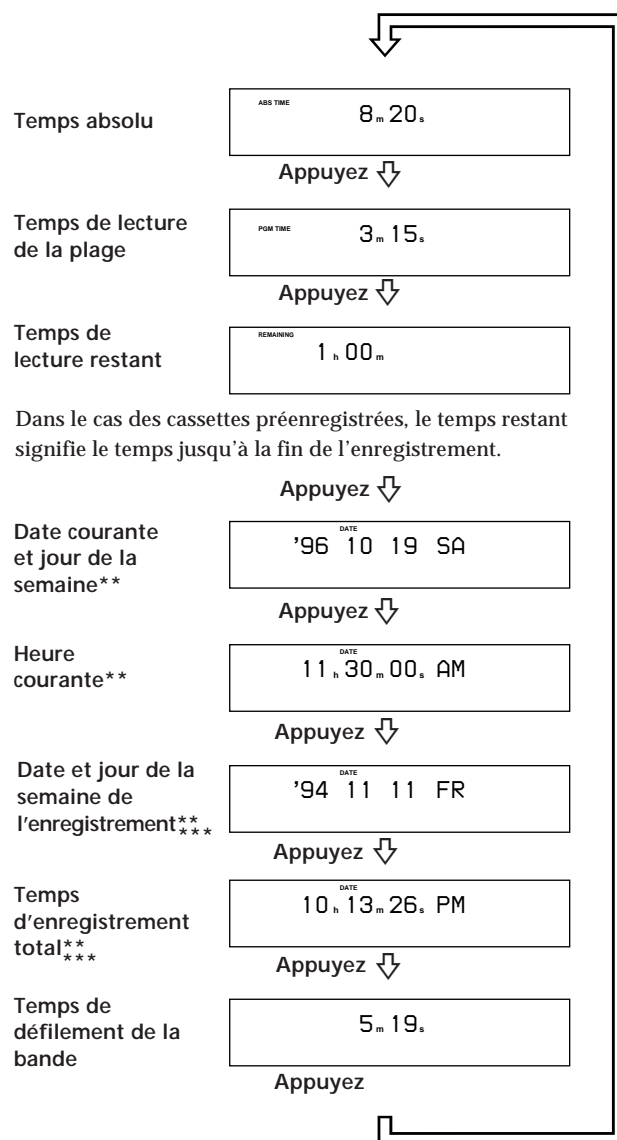 Temps absolu
ABS TIME
8m20s
Appuyez
Temps de lecture
de la plage
PGM TIME
3m15s
Appuyez
Temps de
lecture restant
REMAINING
1h00m
Dans le cas des cassettes préenregistrées, le temps restant
signifie le temps jusqu'à la fin de l'enregistrement.
Appuyez
Date courante
et jour de la
semaine**
DATE
'96 10 19 SA
Appuyez
Heure
courante**
DATE
11h30m00s AM
Appuyez
Date et jour de la
semaine de
l'enregistrement*****
DATE
'94 11 11 FR
Appuyez
Temps
d'enregistrement
total*****
DATE
10h13m26s PM
Appuyez
Temps de
défilement de la
bande
5m19s
Appuyez